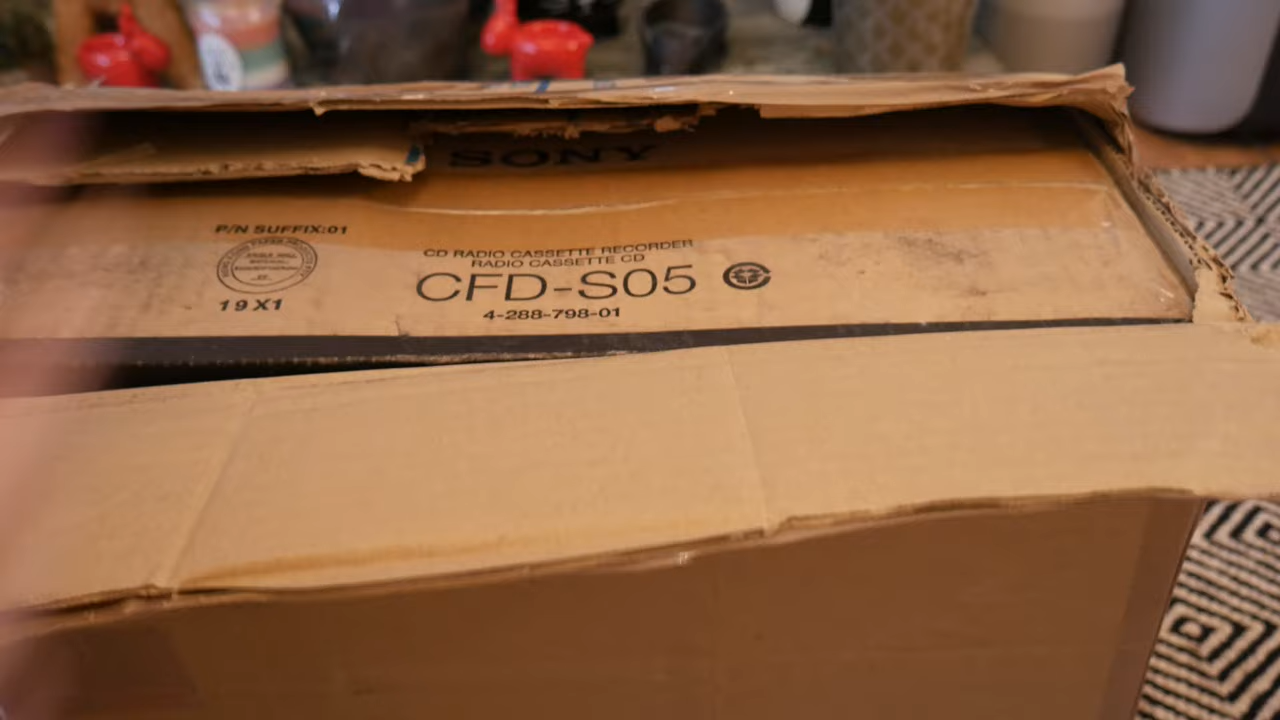 SONY
P/N SUFFIX:01
19X1
CD RADIO CASSETTE RECORDER
RADIO CASSETTE CD
CFD-S05
4-288-798-01